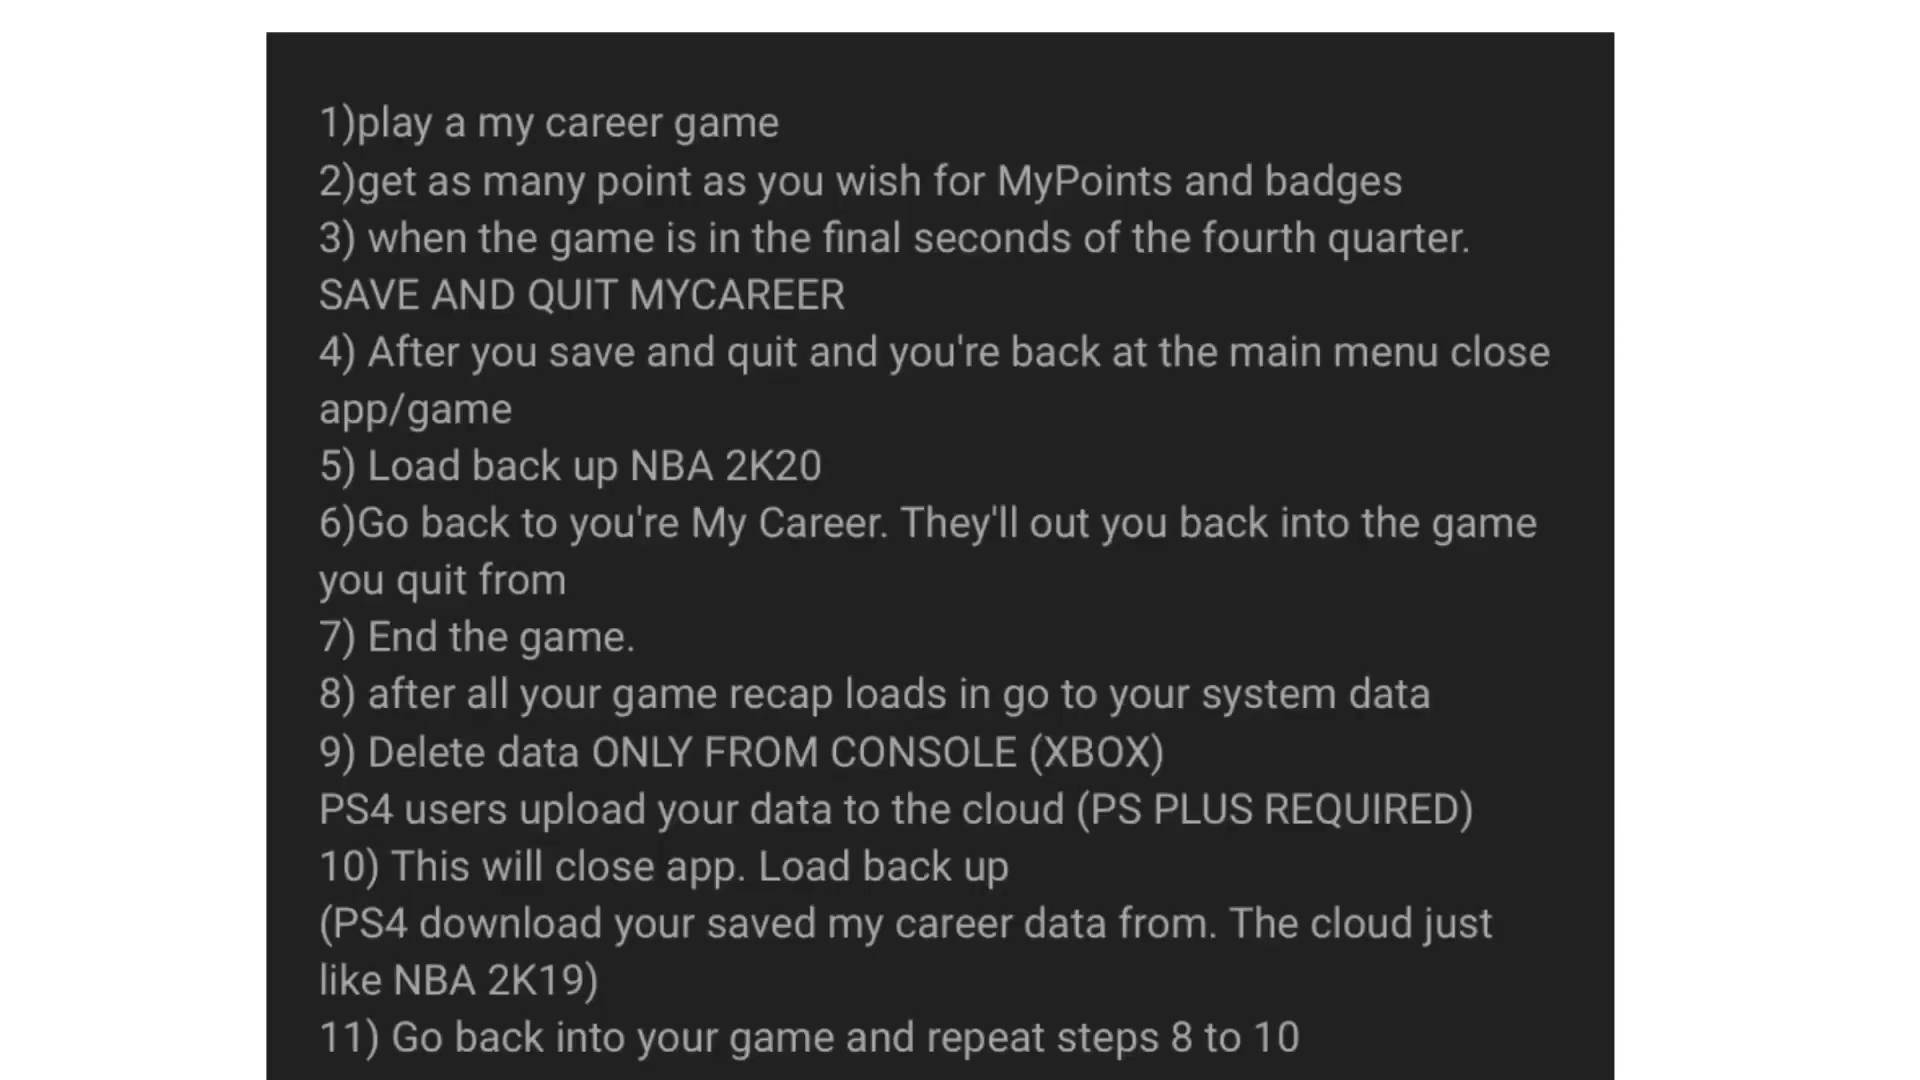 1)play a my career game
2)get as many point as you wish for MyPoints and badges
3) when the game is in the final seconds of the fourth quarter.
SAVE AND QUIT MYCAREER
4) After you save and quit and you're back at the main menu close
app/game
5) Load back up NBA 2K20
6)Go back to you're My Career. They'll out you back into the game
you quit from
7) End the game.
8) after all your game recap loads in go to your system data
9) Delete data ONLY FROM CONSOLE (XBOX)
PS4 users upload your data to the cloud (PS PLUS REQUIRED)
10) This will close app. Load back up
(PS4 download your saved my career data from. The cloud just
like NBA 2K19)
11) Go back into your game and repeat steps 8 to 10